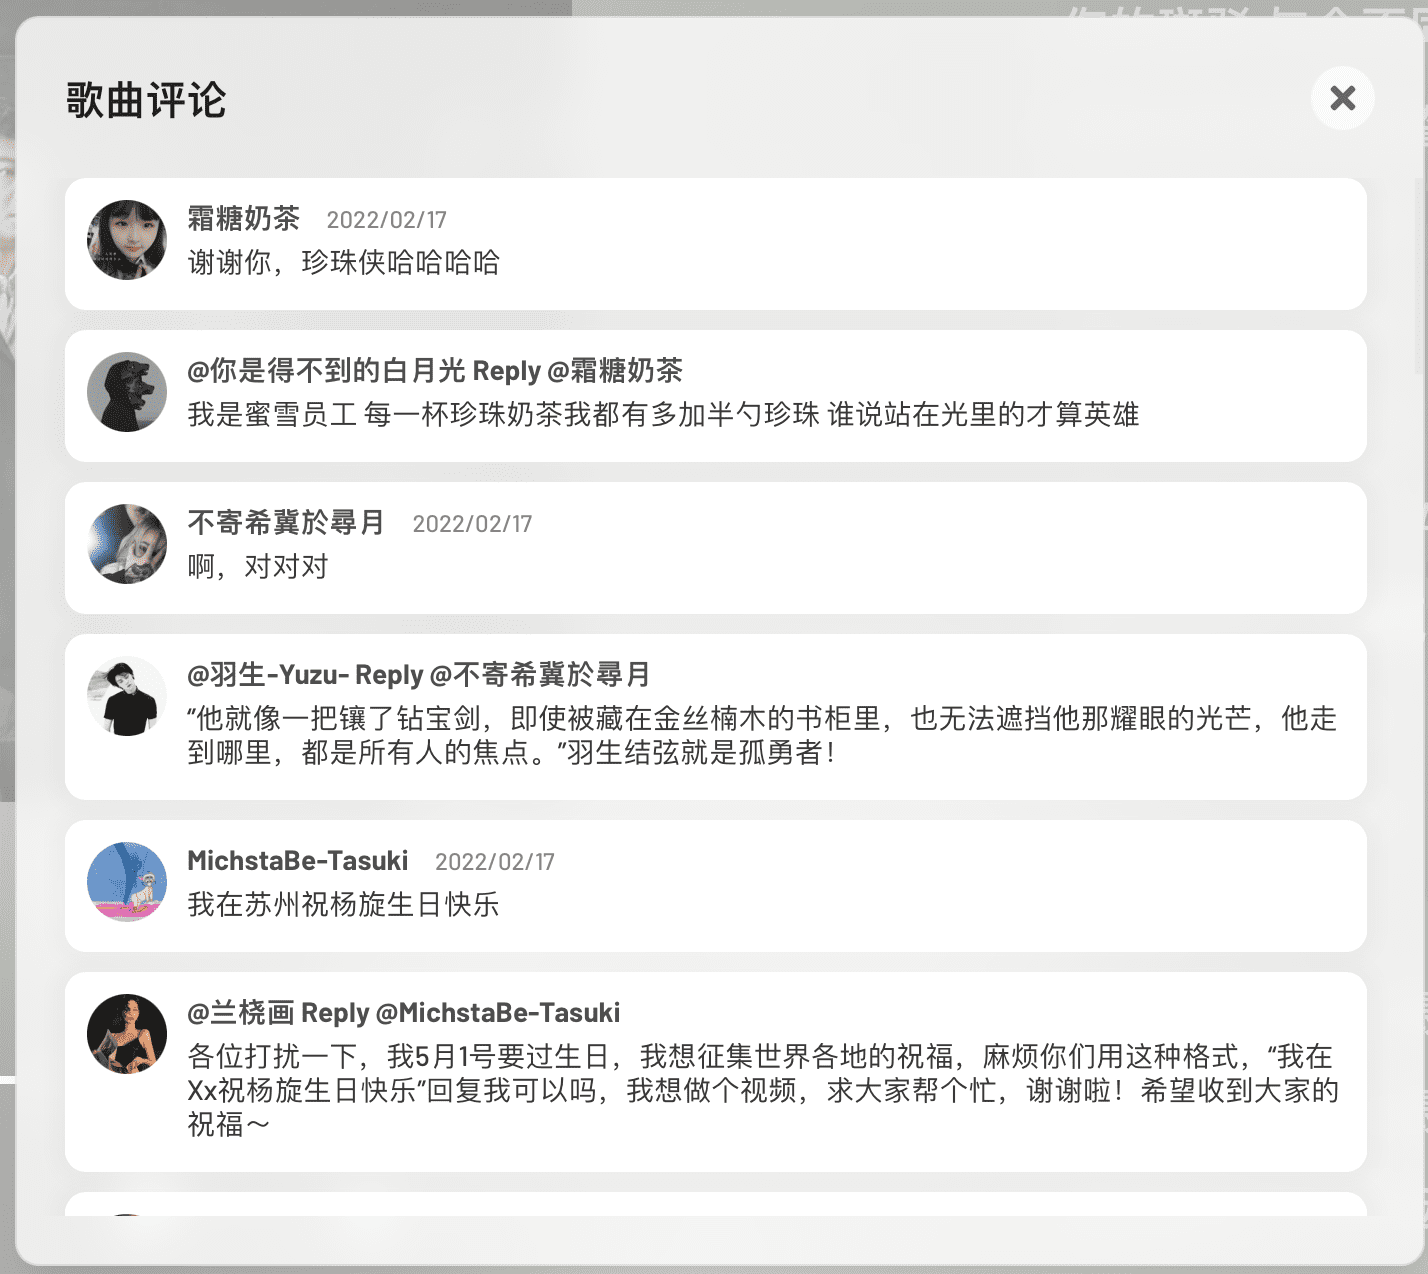 歌曲评论
霜糖奶茶 2022/02/17
谢谢你，珍珠侠哈哈哈哈
@你是得不到的白月光 Reply @霜糖奶茶
我是蜜雪员工 每一杯珍珠奶茶我都有多加半勺珍珠 谁说站在光里的才算英雄
不寄希冀於尋月 2022/02/17
啊，对对对
@羽生-Yuzu- Reply @不寄希冀於尋月
“他就像一把镶了钻宝剑，即使被藏在金丝楠木的书柜里，也无法遮挡他那耀眼的光芒，他走
到哪里，都是所有人的焦点。”羽生结弦就是孤勇者！
MichstaBe-Tasuki 2022/02/17
我在苏州祝杨旋生日快乐
@兰桡画 Reply @MichstaBe-Tasuki
各位打扰一下，我5月1号要过生日，我想征集世界各地的祝福，麻烦你们用这种格式，“我在
Xx祝杨旋生日快乐”回复我可以吗，我想做个视频，求大家帮个忙，谢谢啦！希望收到大家的
祝福～